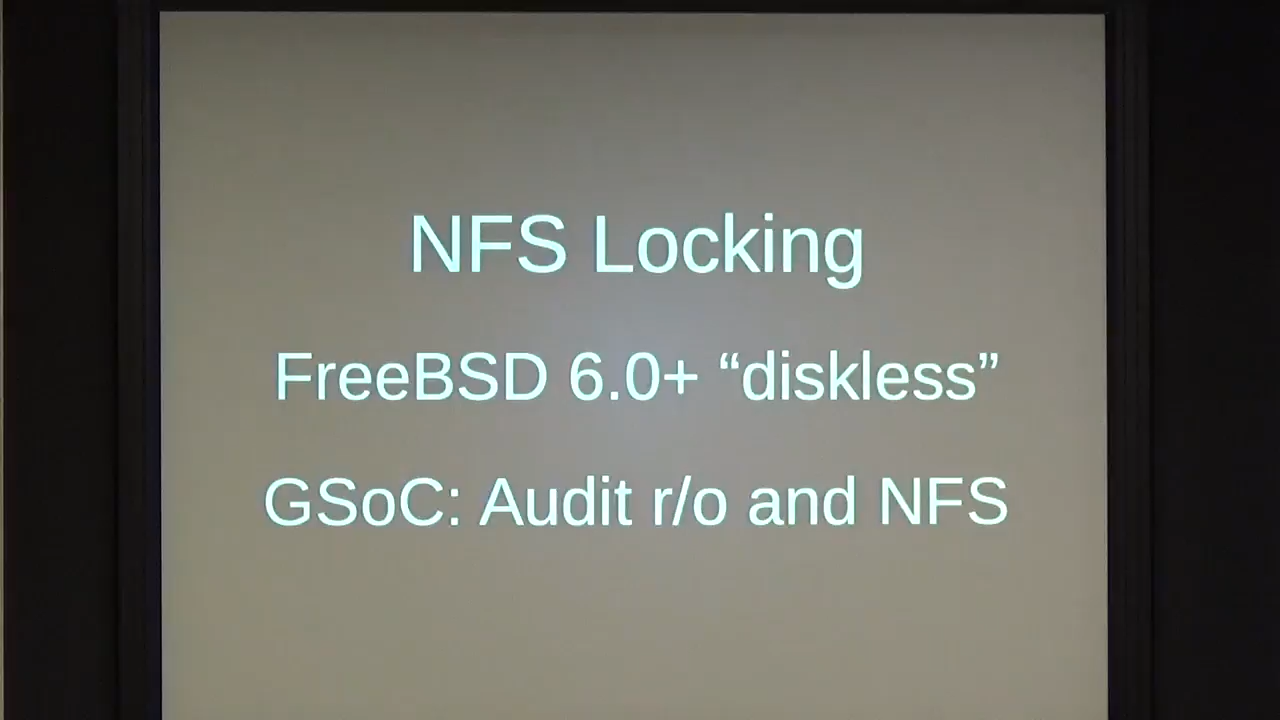 NFS Locking
FreeBSD 6.0+ “diskless”
GSoC: Audit r/o and NFS